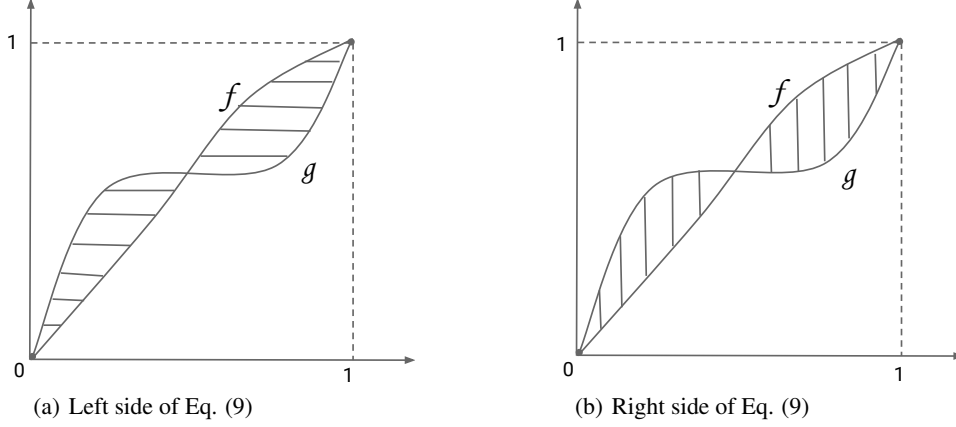 1
f
g
0
1
(a) Left side of Eq. (9)
1
f
g
0
1
(b) Right side of Eq. (9)